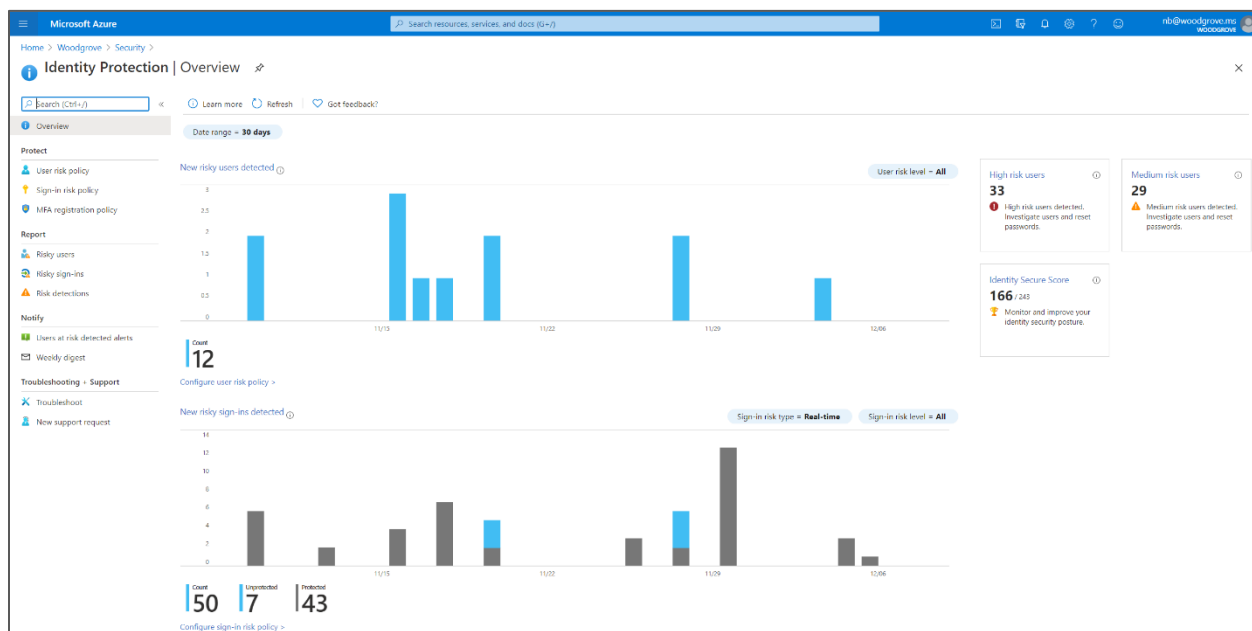 Microsoft Azure
Search resources, services, and docs (G+/)
nb@woodgrove.ms
WOODGROVE
Home > Woodgrove > Security >
Identity Protection | Overview
Search (Ctrl+/)
«
Learn more
Refresh
Got feedback?
Overview
Date range = 30 days
Protect
User risk policy
Sign-in risk policy
MFA registration policy
Report
Risky users
Risky sign-ins
Risk detections
Notify
Users at risk detected alerts
Weekly digest
Troubleshooting + Support
Troubleshoot
New support request
New risky users detected
User risk level = All
3
2.5
2
1.5
1
0.5
0
11/15
11/22
11/29
12/06
Count
12
Configure user risk policy >
New risky sign-ins detected
Sign-in risk type = Real-time
Sign-in risk level = All
14
12
10
8
6
4
2
0
11/15
11/22
11/29
12/06
Count
50
Unprotected
7
Protected
43
Configure sign-in risk policy >
High risk users
33
High risk users detected.
Investigate users and reset
passwords.
Medium risk users
29
Medium risk users detected.
Investigate users and reset
passwords.
Identity Secure Score
166 / 243
Monitor and improve your
identity security posture.